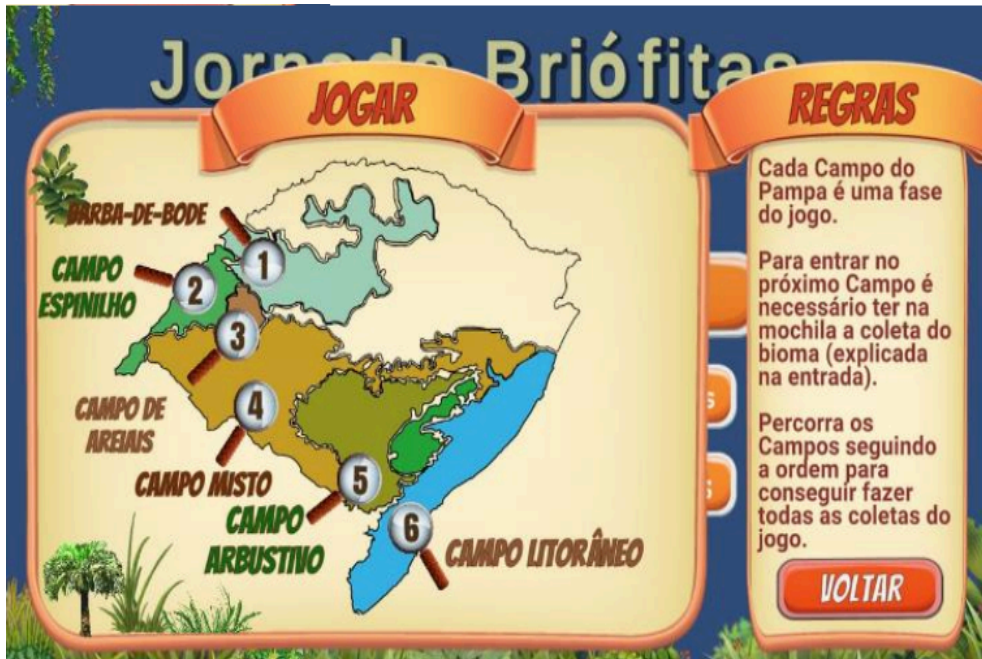 Jornada Briófitas
JOGAR
BARBA-DE-BODE
1
CAMPO
ESPINILHO
2
3
CAMPO DE
AREIAIS
4
CAMPO MISTO
5
CAMPO
ARBUSTIVO
6
CAMPO LITORÂNEO
REGRAS
Cada Campo do
Pampa é uma fase
do jogo.
Para entrar no
próximo Campo é
necessário ter na
mochila a coleta do
bioma (explicada
na entrada).
Percorra os
Campos seguindo
a ordem para
conseguir fazer
todas as coletas do
jogo.
VOLTAR